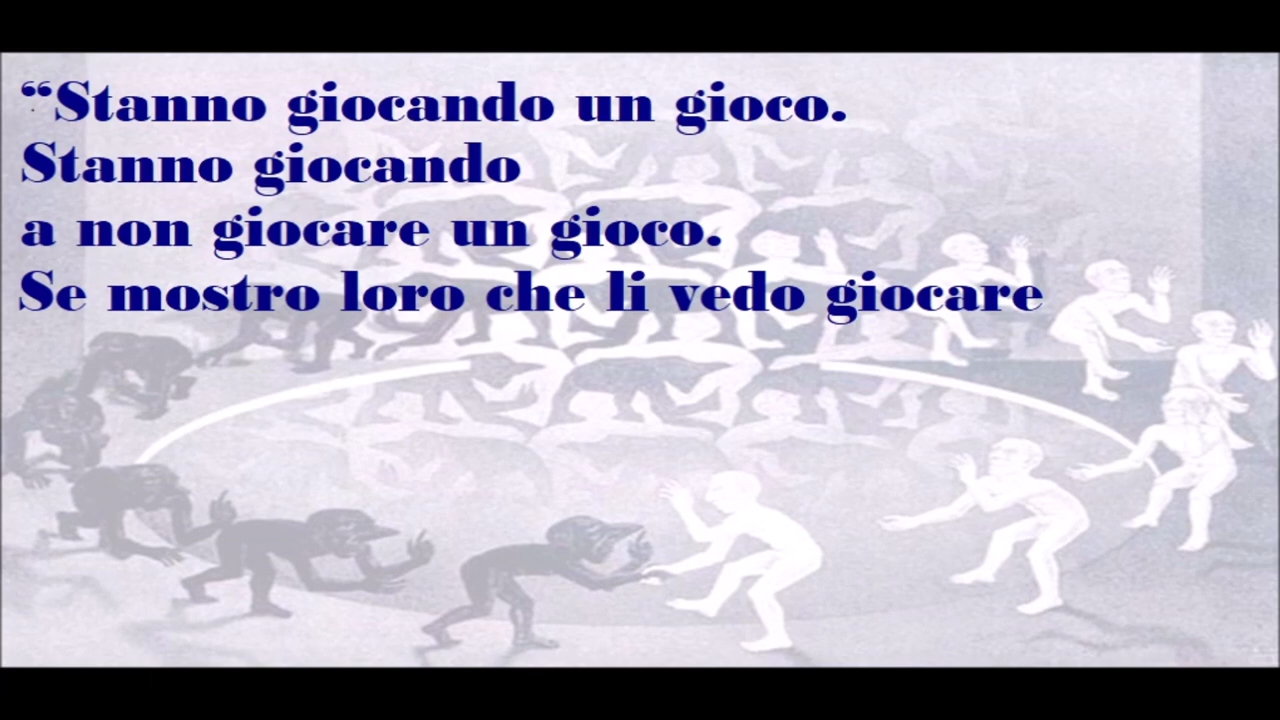 “Stanno giocando un gioco.
Stanno giocando
a non giocare un gioco.
Se mostro loro che li vedo giocare